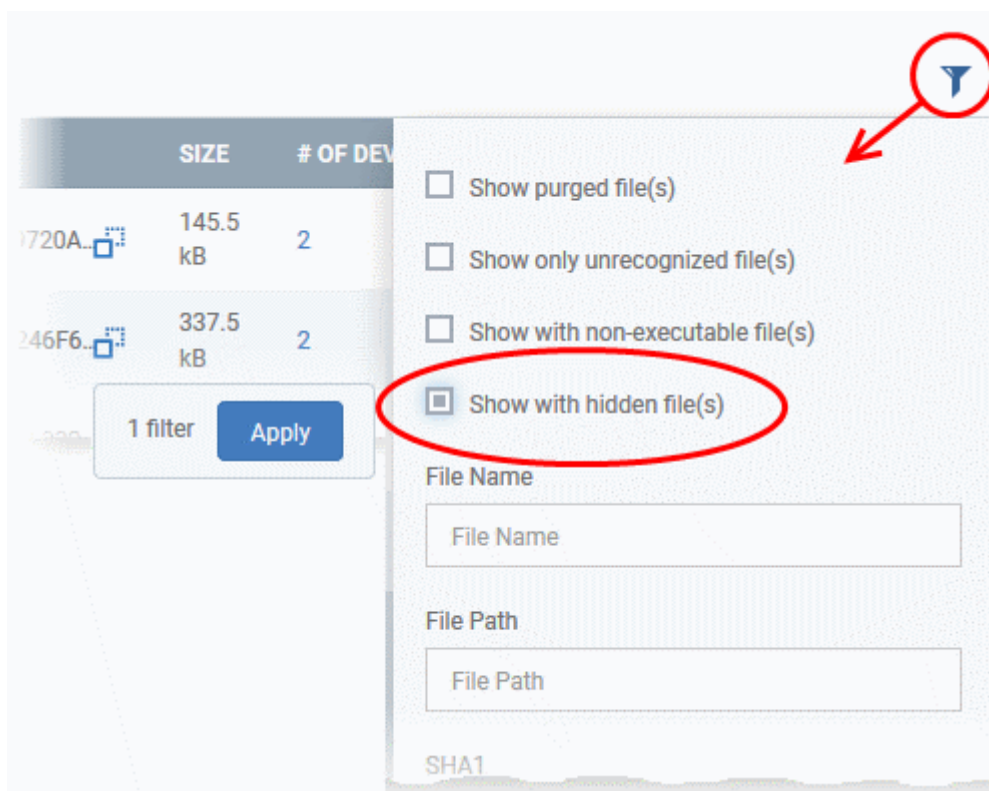 SIZE
# OF DEV
Show purged file(s)
720A..
145.5
kB
2
Show only unrecognized file(s)
246F6..
337.5
kB
2
Show with non-executable file(s)
Show with hidden file(s)
1 filter
Apply
File Name
File Name
File Path
File Path
SHA1